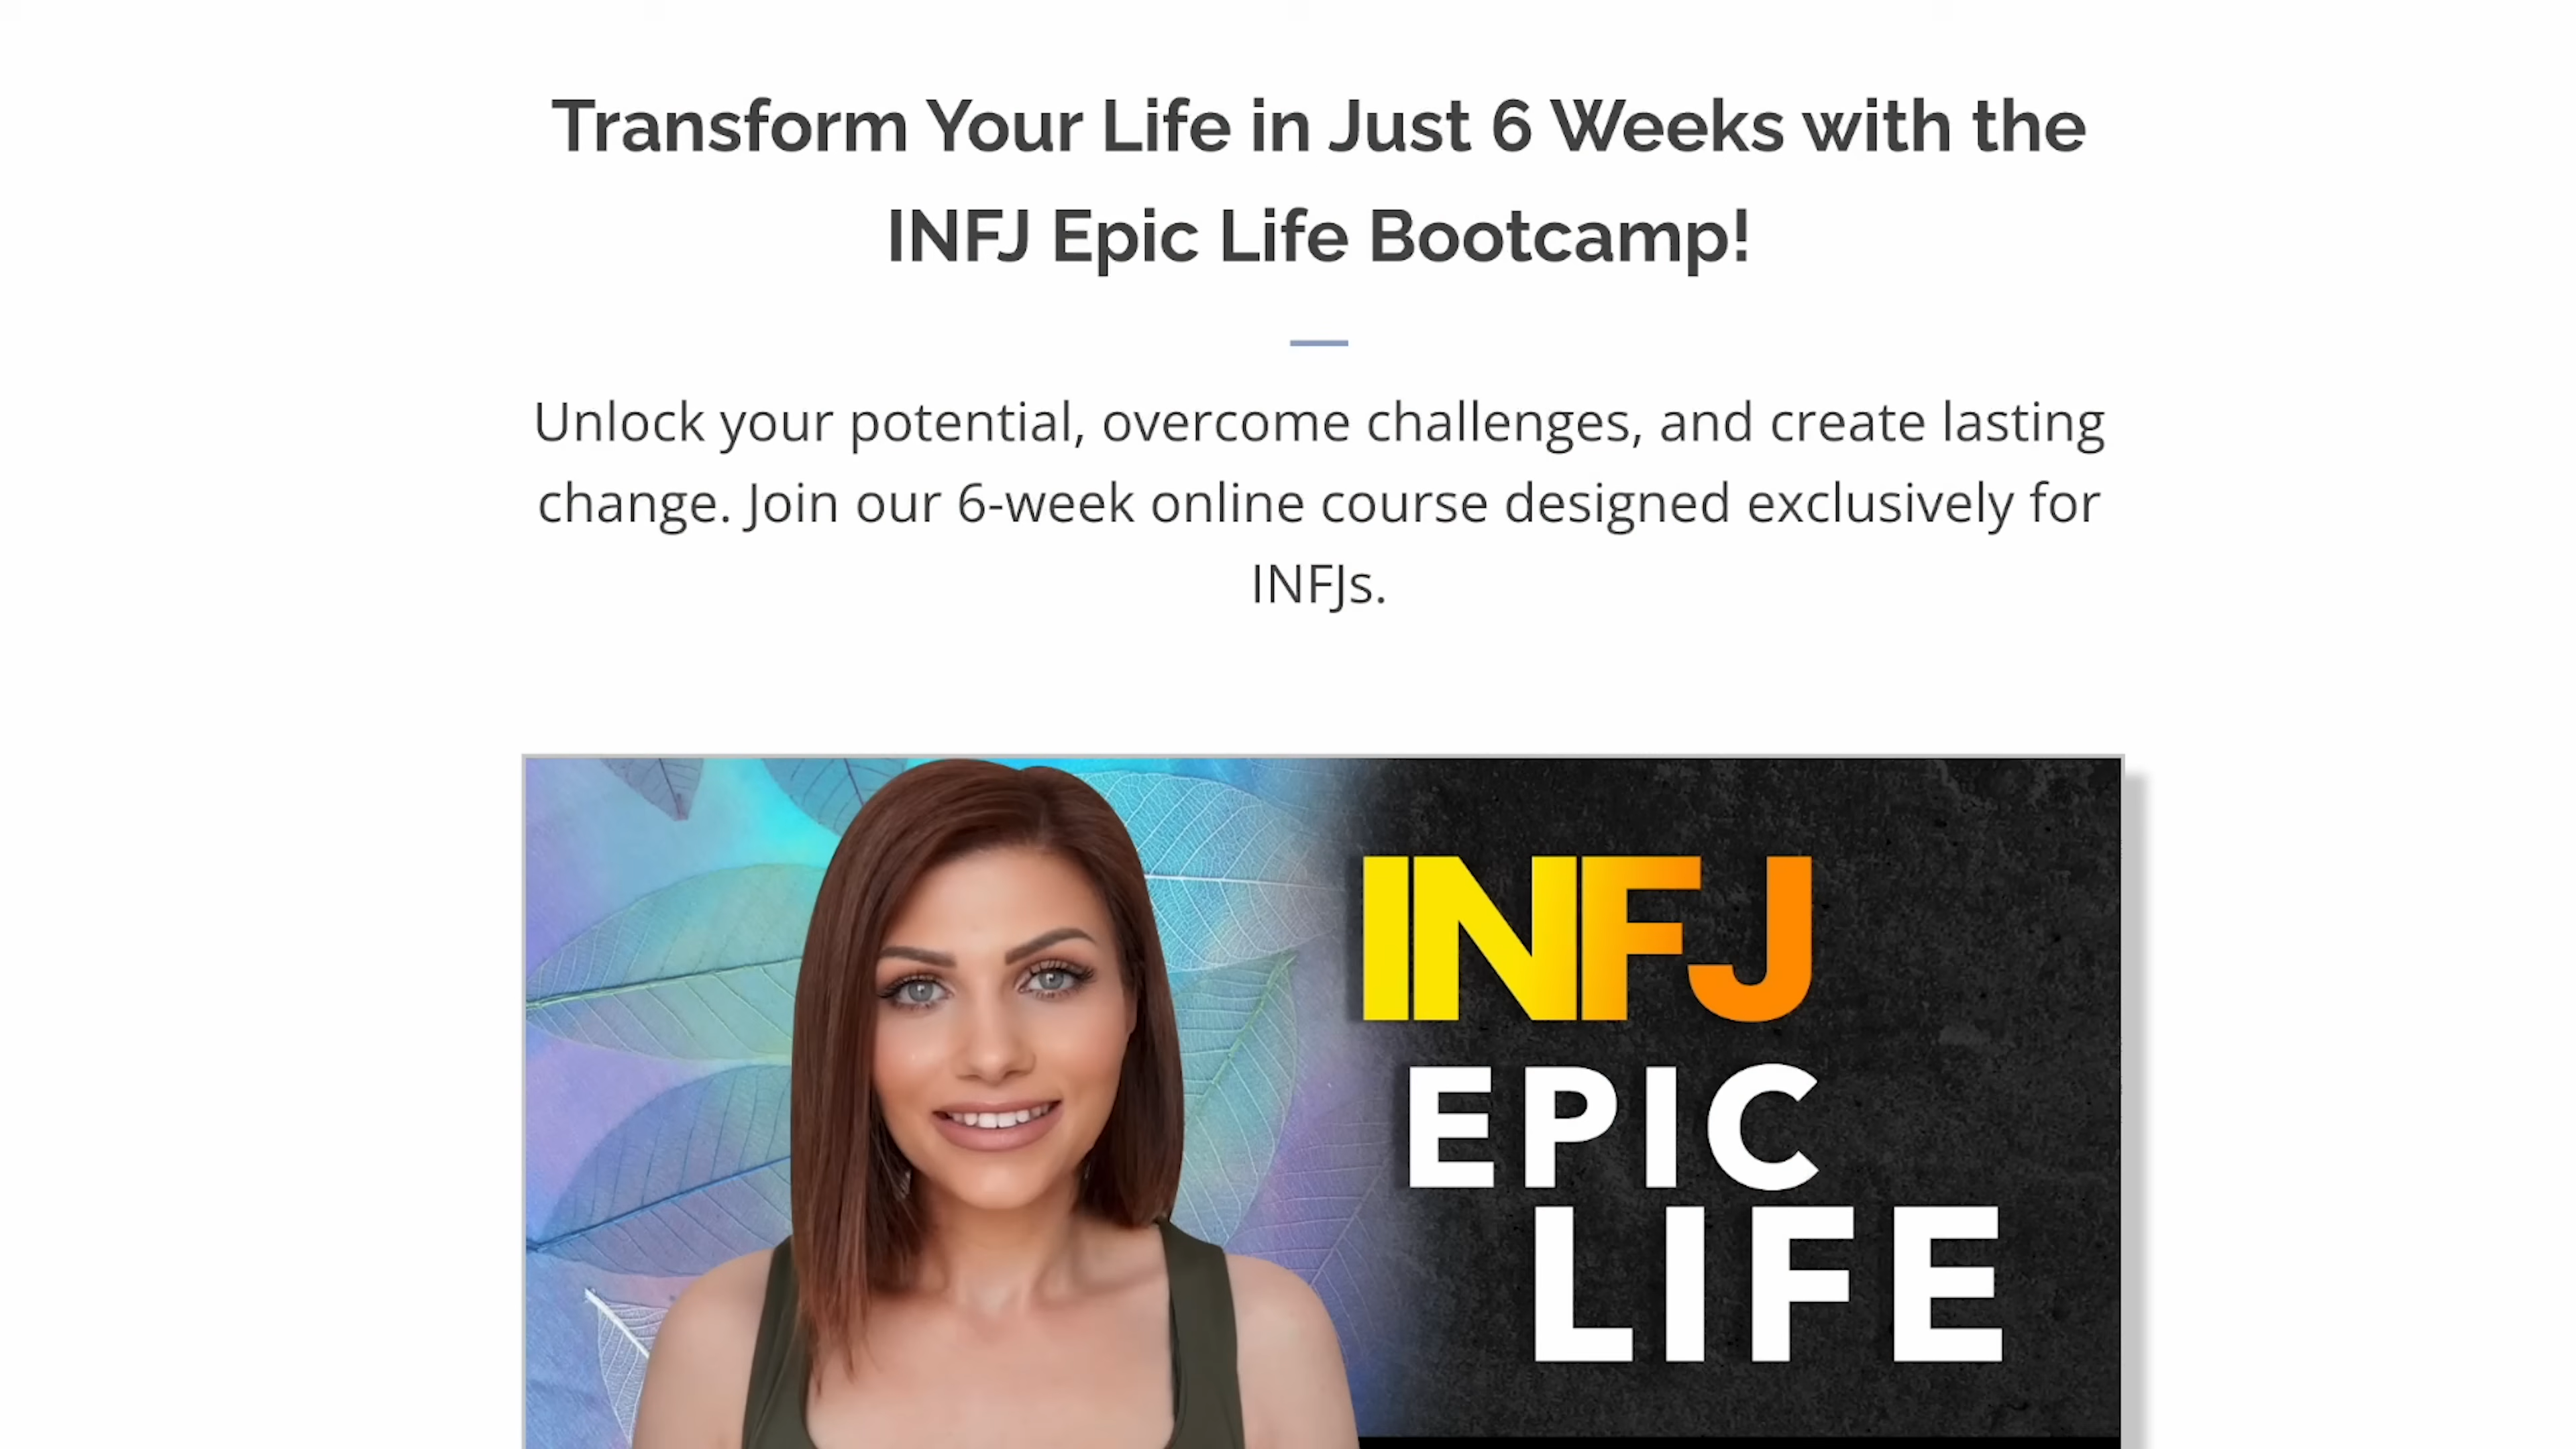 Transform Your Life in Just 6 Weeks with the
INFJ Epic Life Bootcamp!
Unlock your potential, overcome challenges, and create lasting
change. Join our 6-week online course designed exclusively for
INFJs.
INFJ
EPIC
LIFE